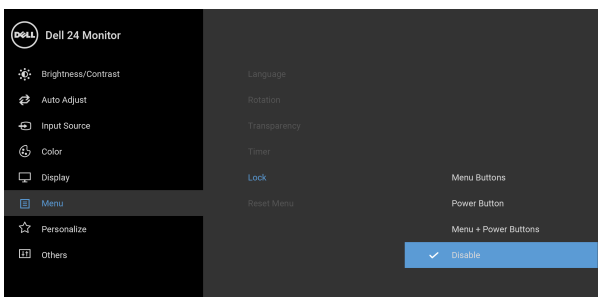 DELL Dell 24 Monitor
Brightness/Contrast
Auto Adjust Language
Input Source Rotation
Color Transparency
Display Timer
Menu Lock Menu Buttons
Personalize Reset Menu Power Button
Others Menu + Power Buttons
Disable